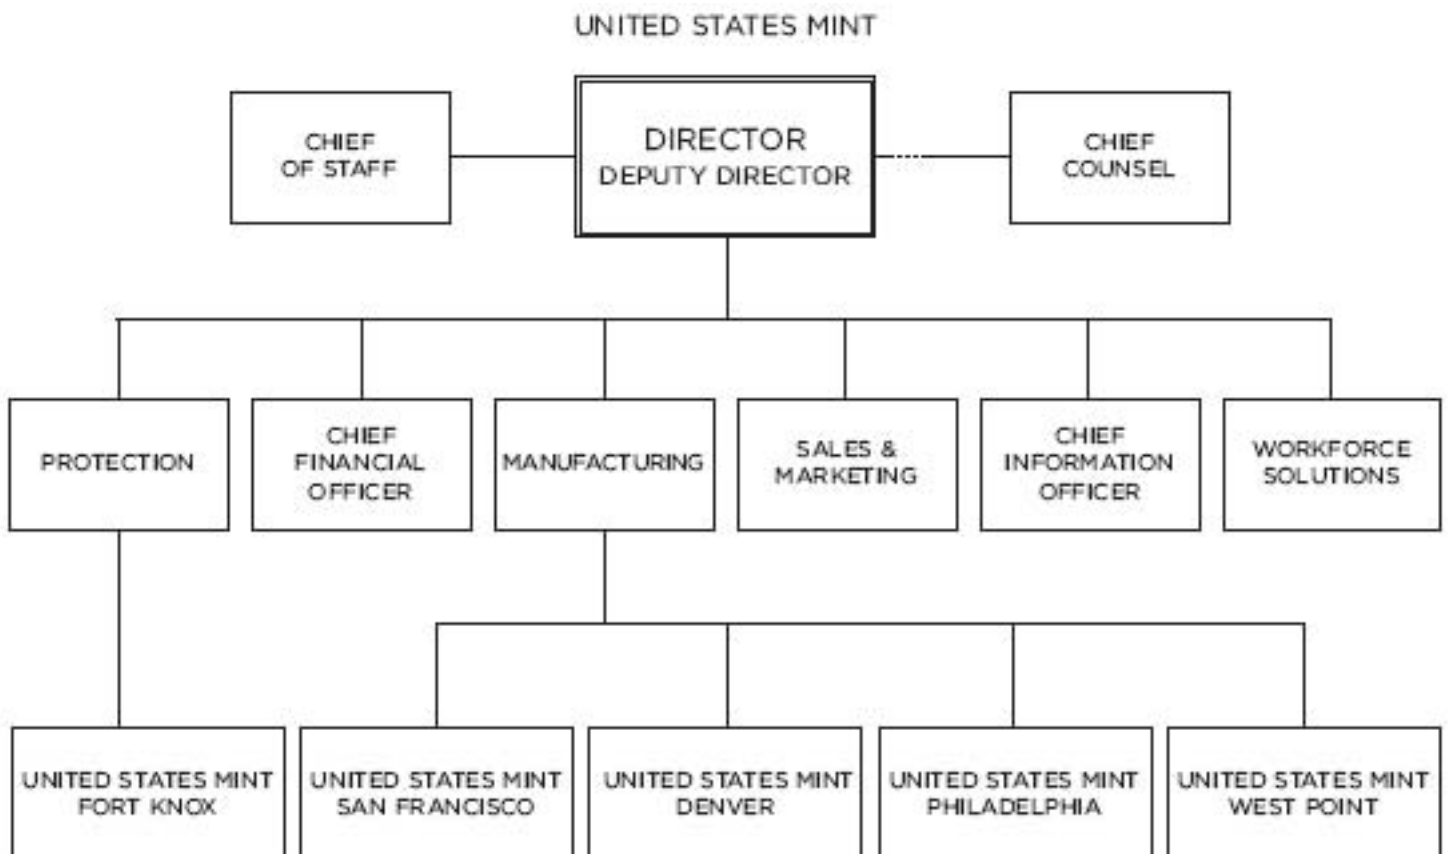 UNITED STATES MINT
CHIEF
OF STAFF
DIRECTOR
DEPUTY DIRECTOR
CHIEF
COUNSEL
PROTECTION
CHIEF
FINANCIAL
OFFICER
MANUFACTURING
SALES &
MARKETING
CHIEF
INFORMATION
OFFICER
WORKFORCE
SOLUTIONS
UNITED STATES MINT
FORT KNOX
UNITED STATES MINT
SAN FRANCISCO
UNITED STATES MINT
DENVER
UNITED STATES MINT
PHILADELPHIA
UNITED STATES MINT
WEST POINT